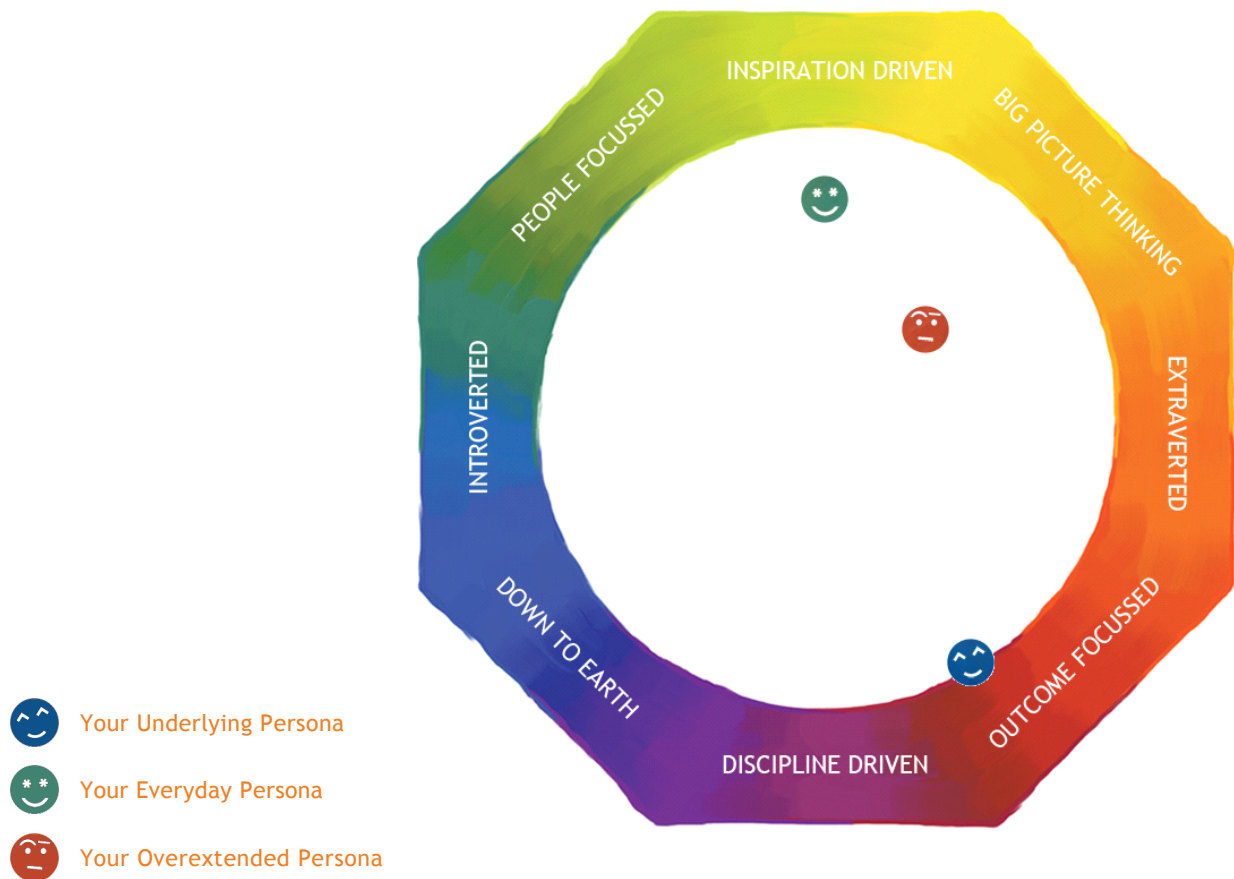 INSPIRATION DRIVEN
BIG PICTURE THINKING
PEOPLE FOCUSSED
EXTRAVERTED
INTROVERTED
OUTCOME FOCUSSED
DOWN TO EARTH
DISCIPLINE DRIVEN
Your Underlying Persona
Your Everyday Persona
Your Overextended Persona